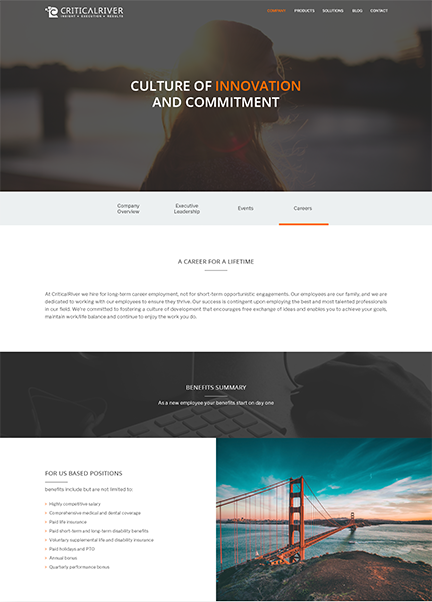 CRITICALRIVER
INSIGHT • EXECUTION • RESULTS
COMPANY PRODUCTS SOLUTIONS BLOG CONTACT
CULTURE OF INNOVATION
AND COMMITMENT
Company
Overview
Executive
Leadership
Events
Careers
A CAREER FOR A LIFETIME
At CriticalRiver we hire for long-term career employment, not for short-term opportunistic engagements. Our employees are our family, and we are
dedicated to working with our employees to ensure they thrive. Our success is contingent upon employing the best and most talented professionals
in our field. We're committed to fostering a culture of development that encourages free exchange of ideas and enables you to achieve your goals,
maintain work/life balance and continue to enjoy the work you do.
BENEFITS SUMMARY
As a new employee your benefits start on day one
FOR US BASED POSITIONS
benefits include but are not limited to:
Highly competitive salary
Comprehensive medical and dental coverage
Paid life insurance
Paid short-term and long-term disability benefits
Voluntary supplemental life and disability insurance
Paid holidays and PTO
Annual bonus
Quarterly performance bonus